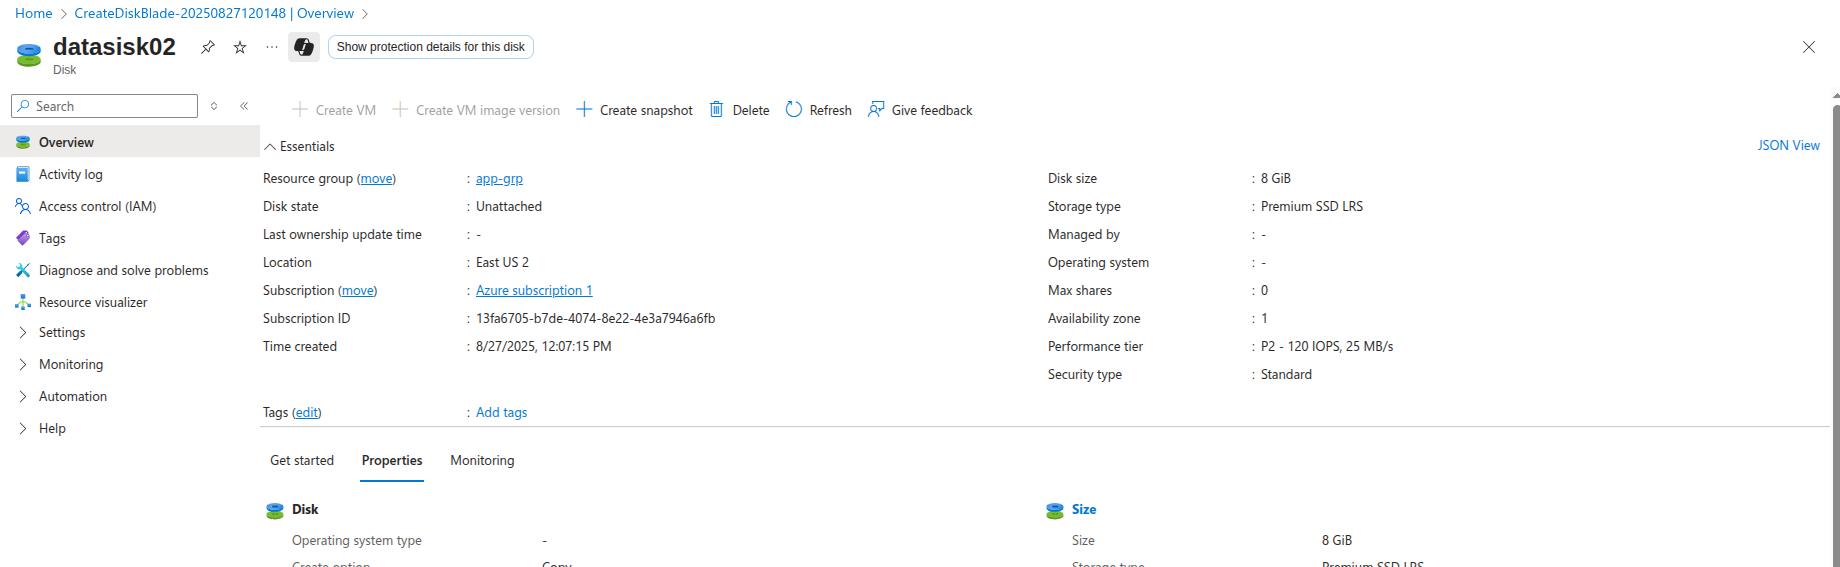 Home > CreateDiskBlade-20250827120148 | Overview >
datasisk02
Disk
Show protection details for this disk
Search
Create VM Create VM image version Create snapshot Delete Refresh Give feedback
Overview
Activity log
Access control (IAM)
Tags
Diagnose and solve problems
Resource visualizer
Settings
Monitoring
Automation
Help
Essentials JSON View
Resource group (move) : app-grp
Disk state : Unattached
Last ownership update time : -
Location : East US 2
Subscription (move) : Azure subscription 1
Subscription ID : 13fa6705-b7de-4074-8e22-4e3a7946a6fb
Time created : 8/27/2025, 12:07:15 PM
Disk size : 8 GiB
Storage type : Premium SSD LRS
Managed by : -
Operating system : -
Max shares : 0
Availability zone : 1
Performance tier : P2 - 120 IOPS, 25 MB/s
Security type : Standard
Tags (edit) : Add tags
Get started Properties Monitoring
Disk
Operating system type -
Create option Copy
Size
Size 8 GiB
Storage type Premium SSD LRS